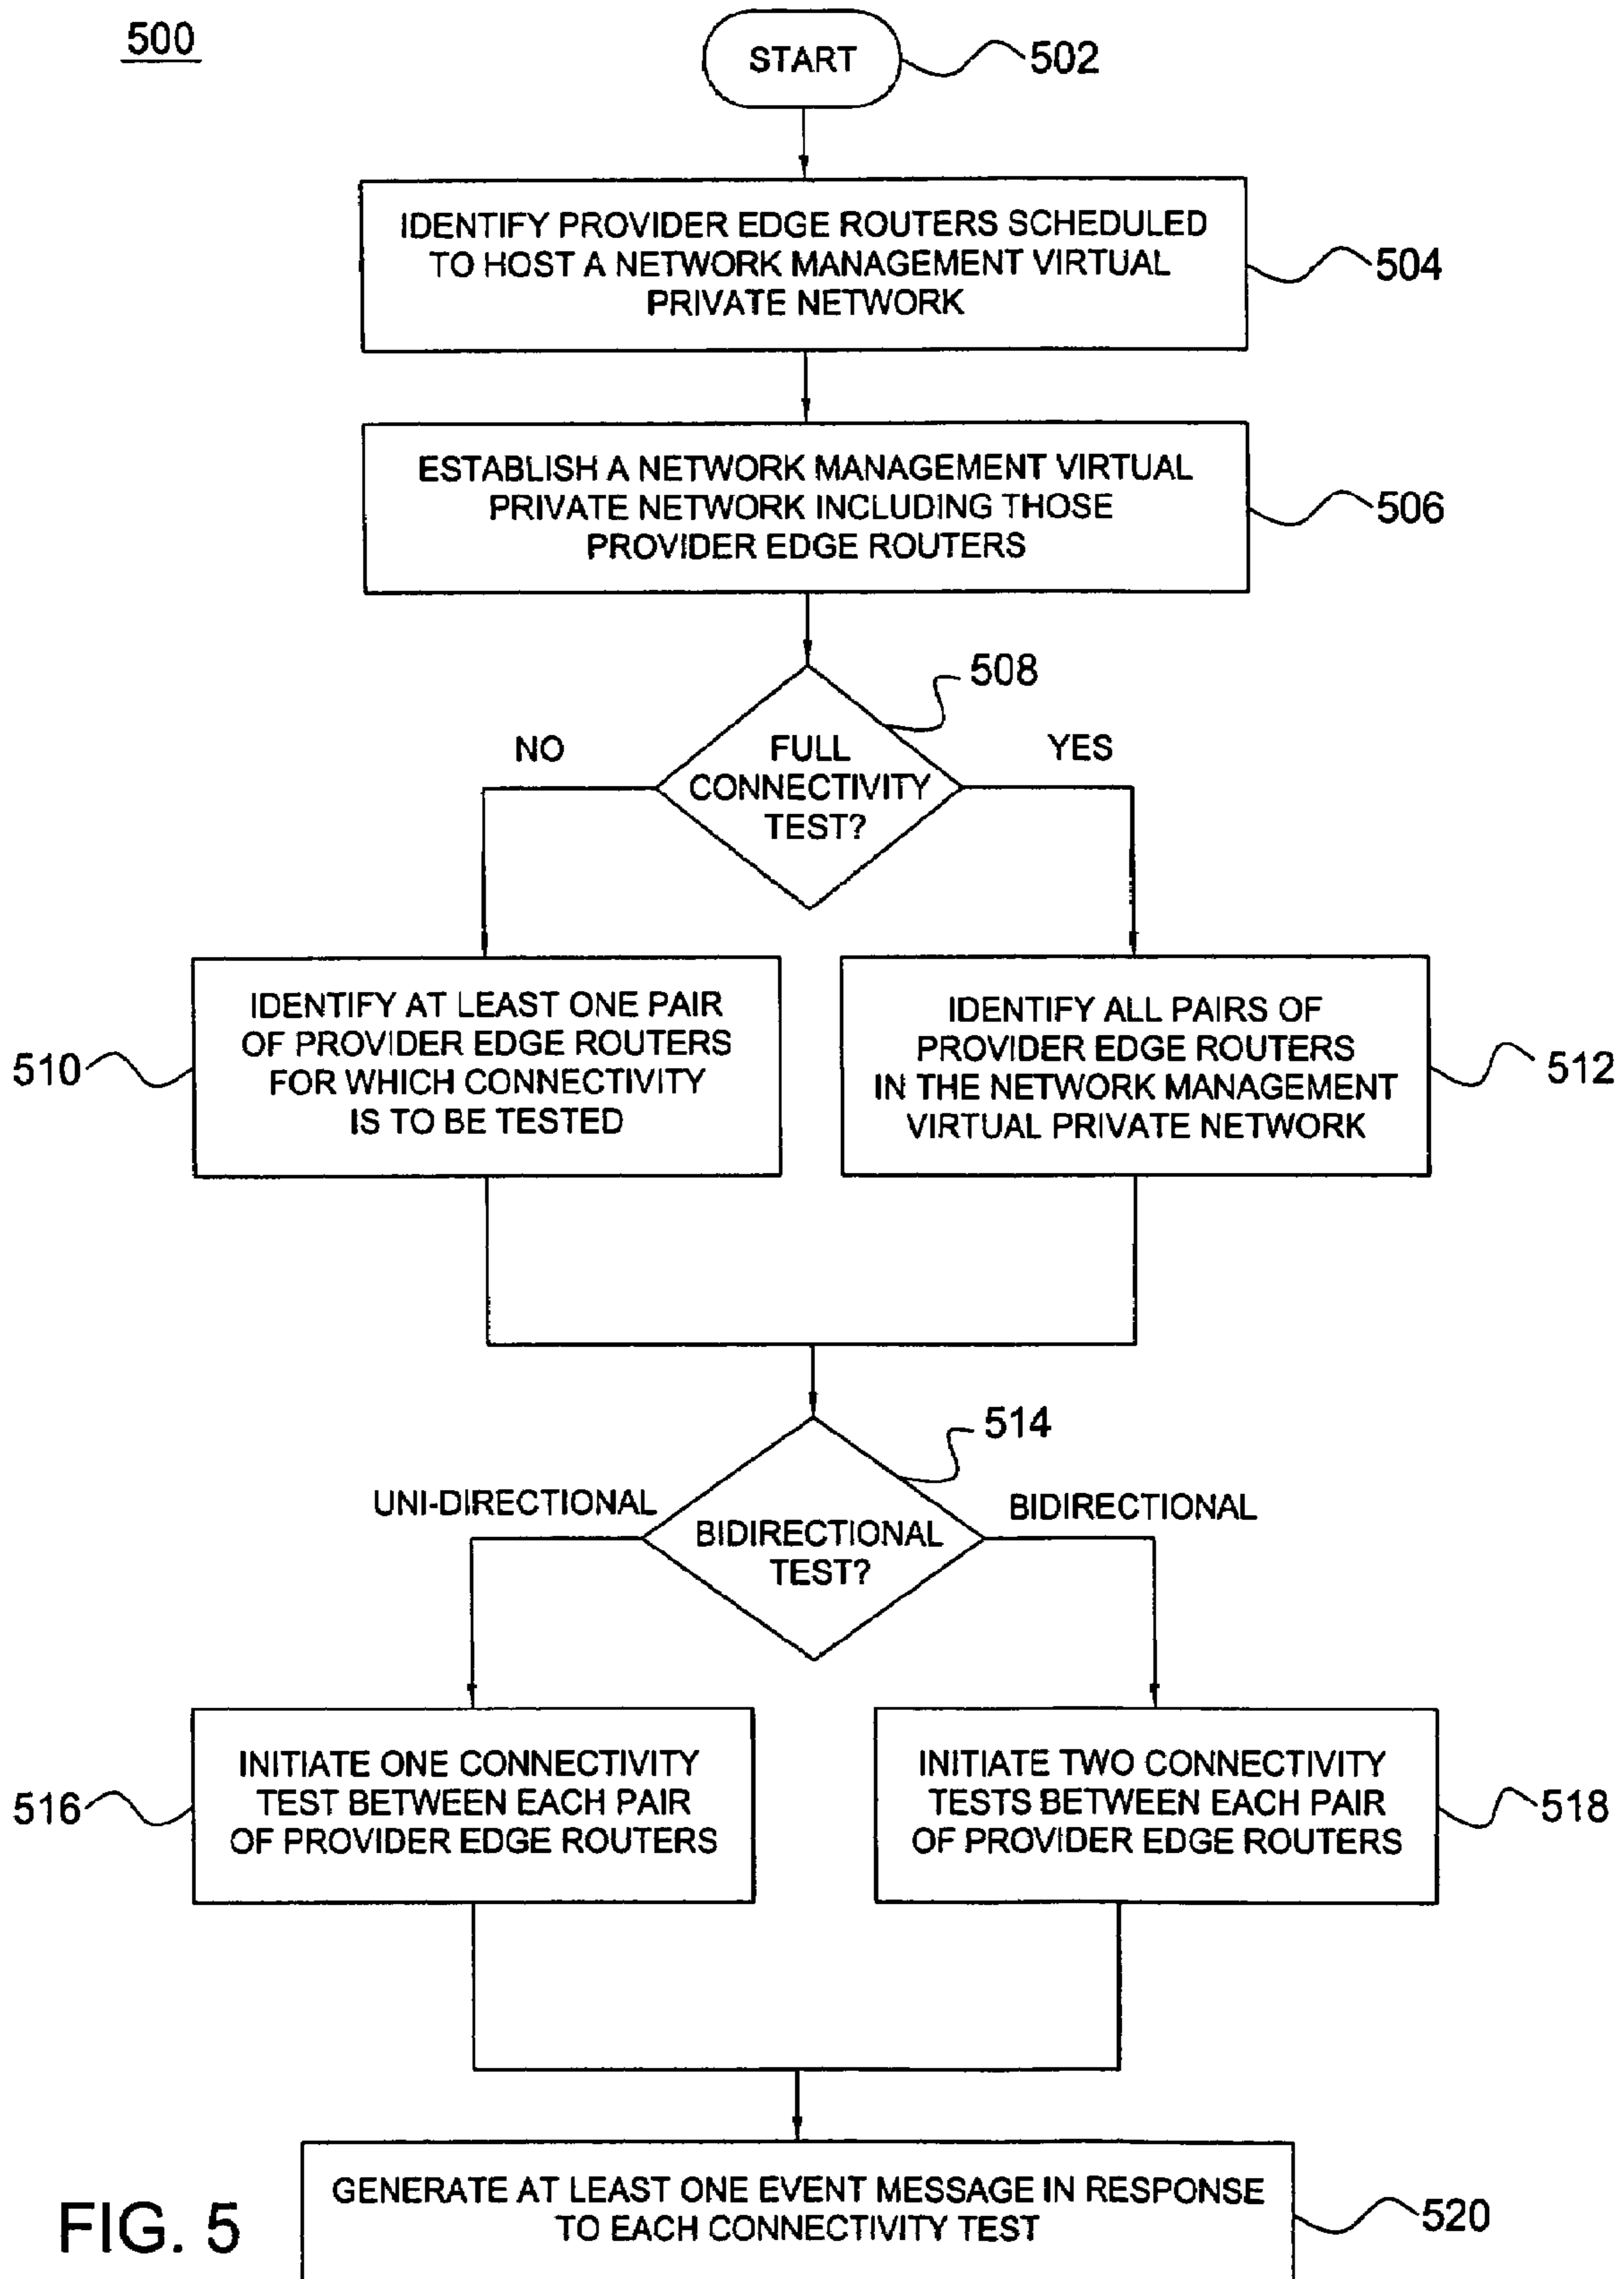 500
START
502
IDENTIFY PROVIDER EDGE ROUTERS SCHEDULED
TO HOST A NETWORK MANAGEMENT VIRTUAL
PRIVATE NETWORK
504
ESTABLISH A NETWORK MANAGEMENT VIRTUAL
PRIVATE NETWORK INCLUDING THOSE
PROVIDER EDGE ROUTERS
506
508
NO
FULL
CONNECTIVITY
TEST?
YES
510
IDENTIFY AT LEAST ONE PAIR
OF PROVIDER EDGE ROUTERS
FOR WHICH CONNECTIVITY
IS TO BE TESTED
IDENTIFY ALL PAIRS OF
PROVIDER EDGE ROUTERS
IN THE NETWORK MANAGEMENT
VIRTUAL PRIVATE NETWORK
512
514
UNI-DIRECTIONAL
BIDIRECTIONAL
TEST?
BIDIRECTIONAL
516
INITIATE ONE CONNECTIVITY
TEST BETWEEN EACH PAIR
OF PROVIDER EDGE ROUTERS
INITIATE TWO CONNECTIVITY
TESTS BETWEEN EACH PAIR
OF PROVIDER EDGE ROUTERS
518
GENERATE AT LEAST ONE EVENT MESSAGE IN RESPONSE
TO EACH CONNECTIVITY TEST
520
FIG. 5